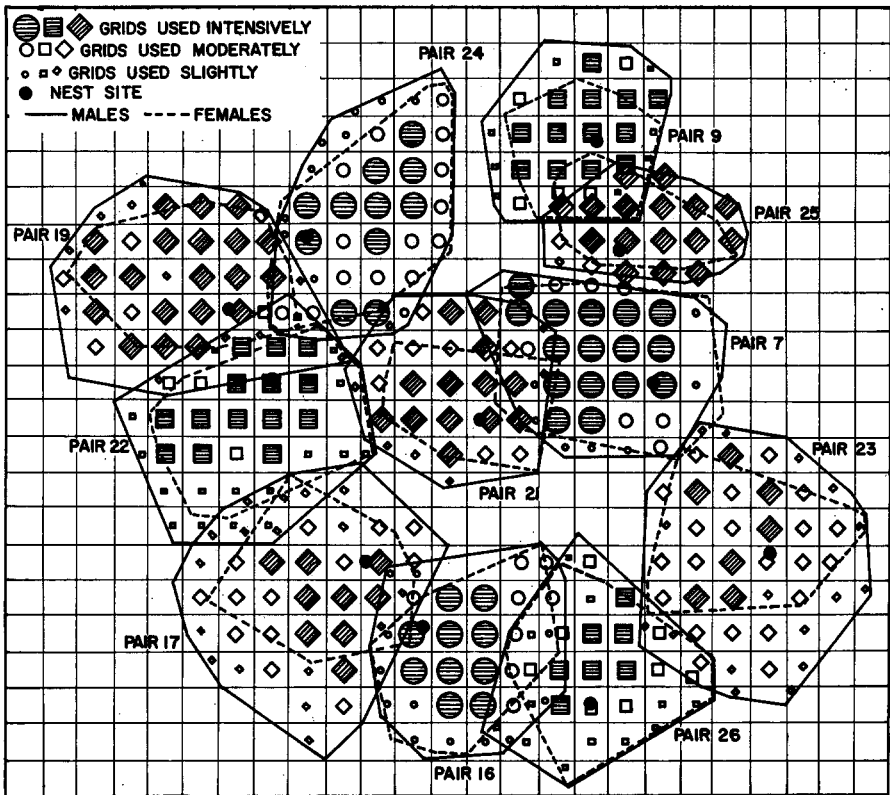 GRIDS USED INTENSIVELY
GRIDS USED MODERATELY
GRIDS USED SLIGHTLY
NEST SITE
MALES FEMALES
PAIR 24
PAIR 9
PAIR 25
PAIR 19
PAIR 7
PAIR 22
PAIR 21
PAIR 23
PAIR 17
PAIR 26
PAIR 16